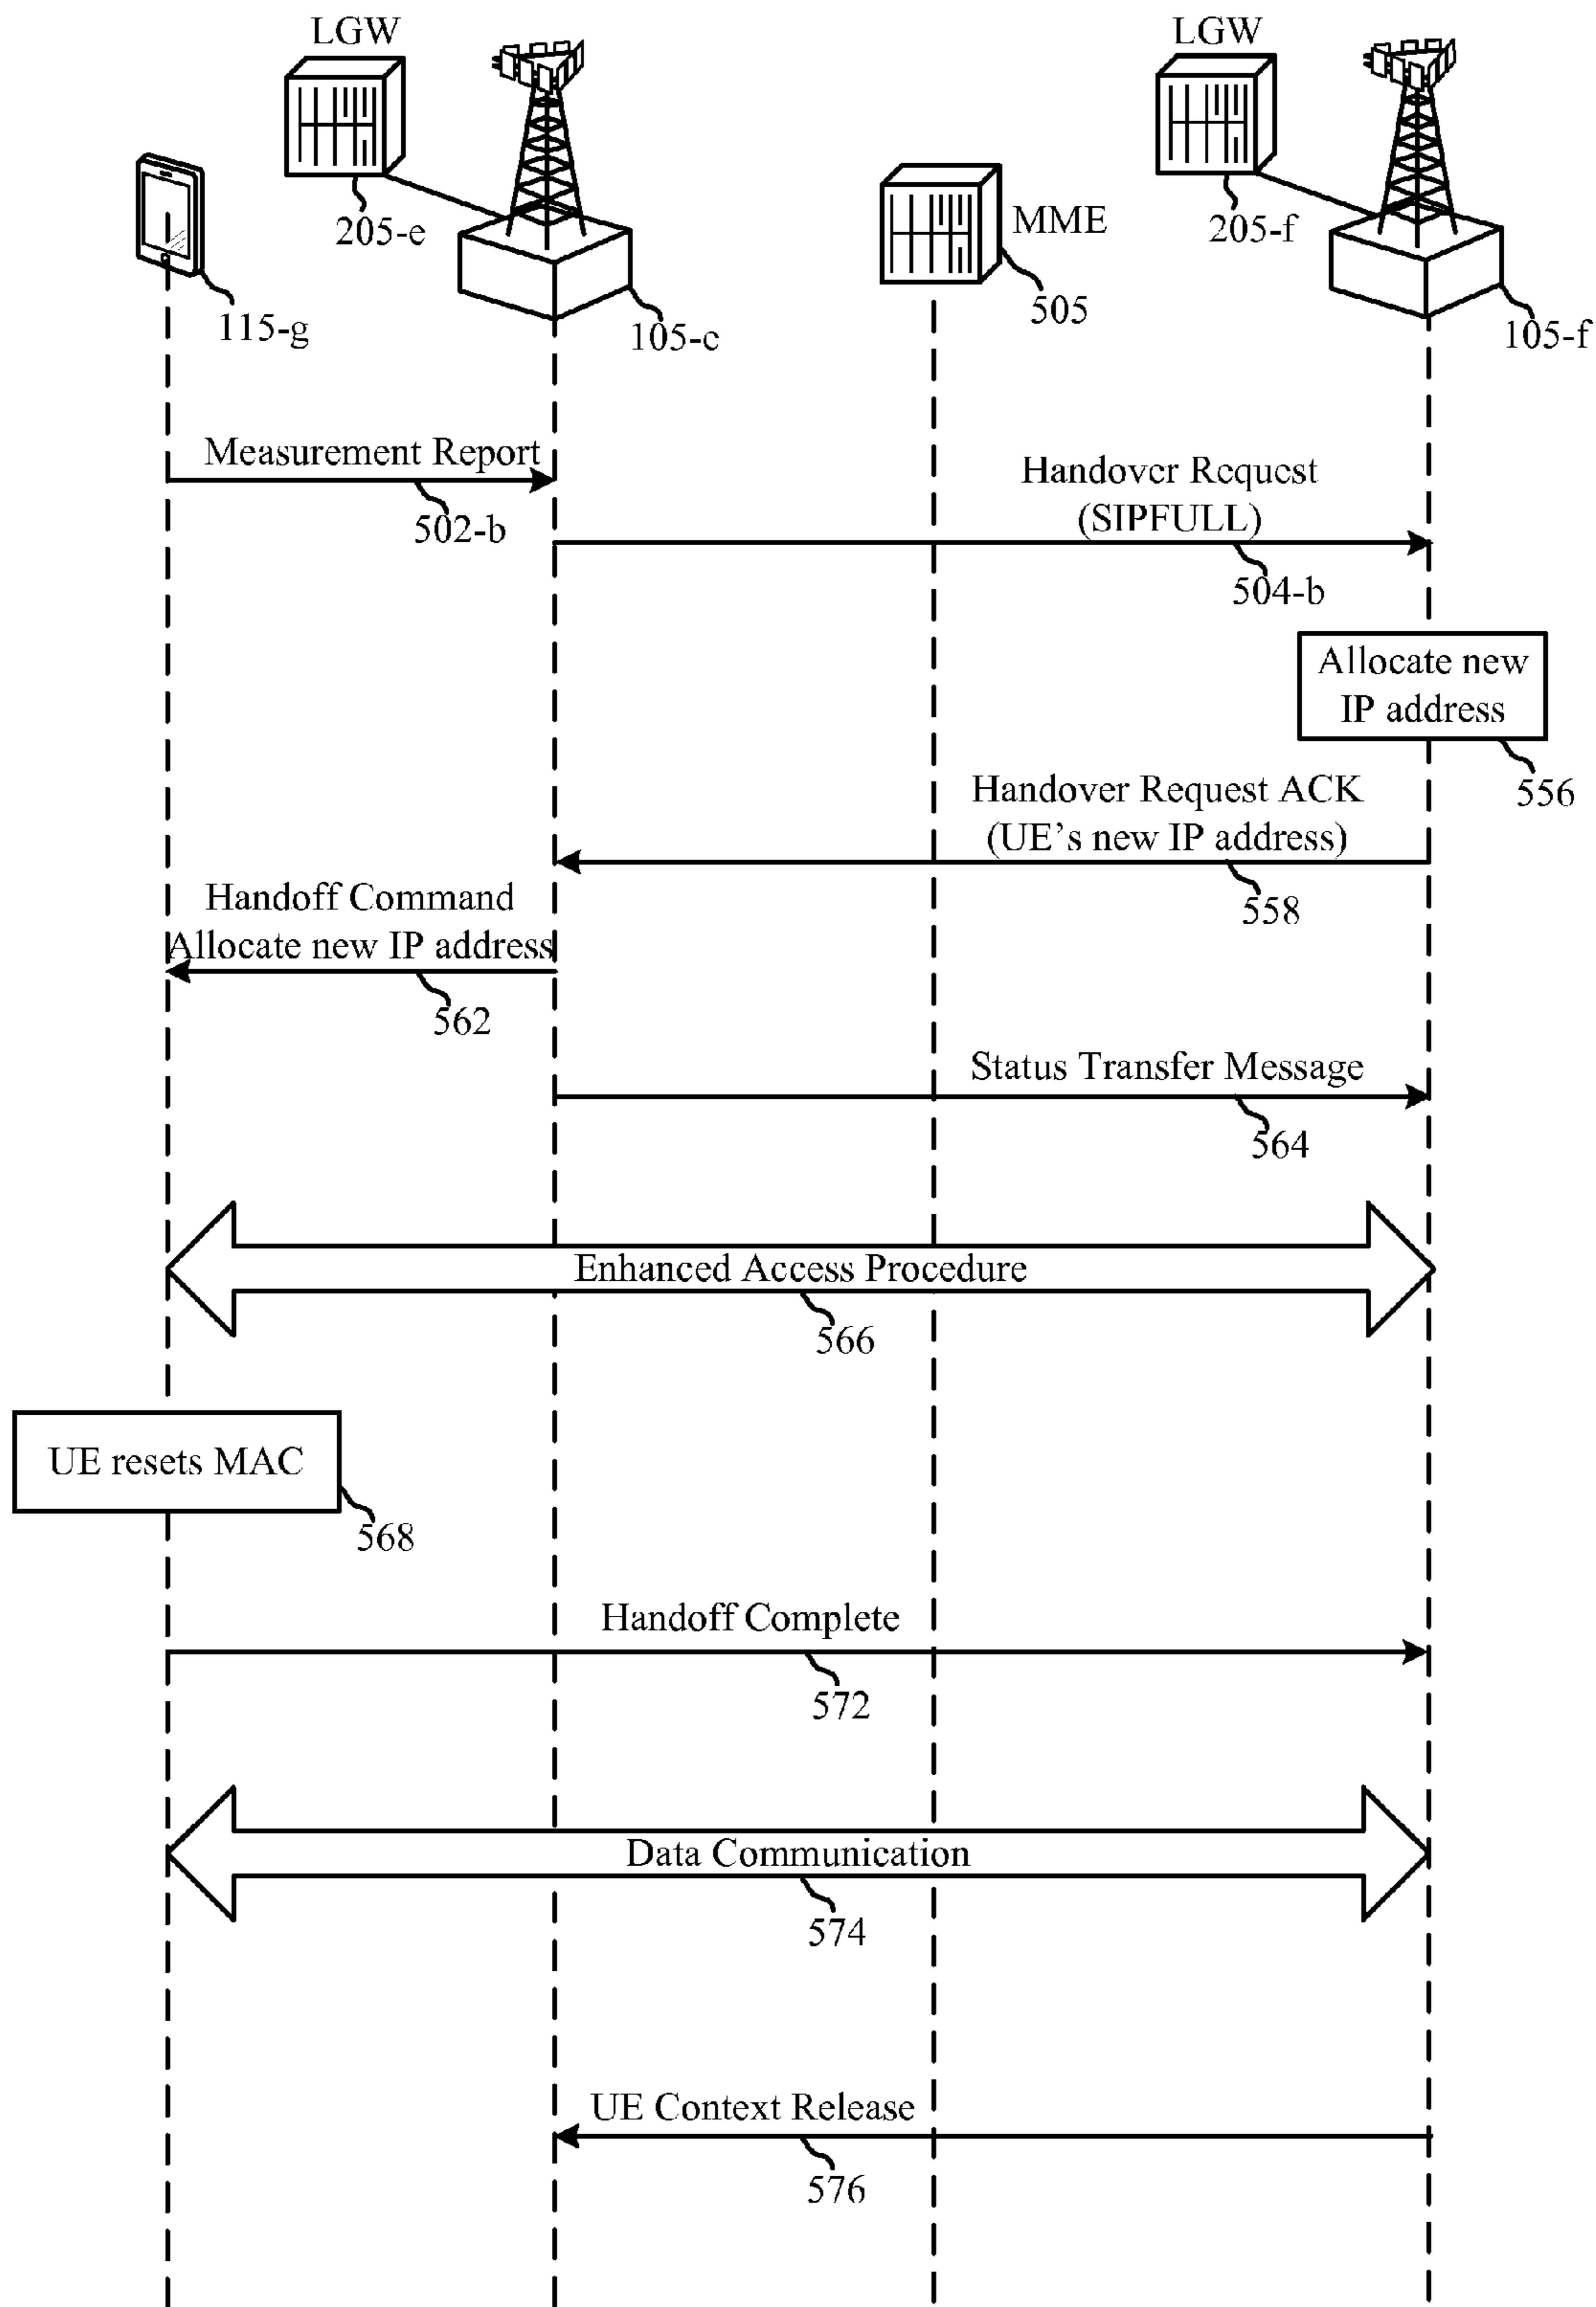 LGW
LGW
205-e
205-f
MME
115-g
105-c
505
105-f
Measurement Report
502-b
Handover Request
(SIPFULL)
504-b
Allocate new
IP address
556
Handover Request ACK
(UE's new IP address)
558
Handoff Command
Allocate new IP address
562
Status Transfer Message
564
Enhanced Access Procedure
566
UE resets MAC
568
Handoff Complete
572
Data Communication
574
UE Context Release
576